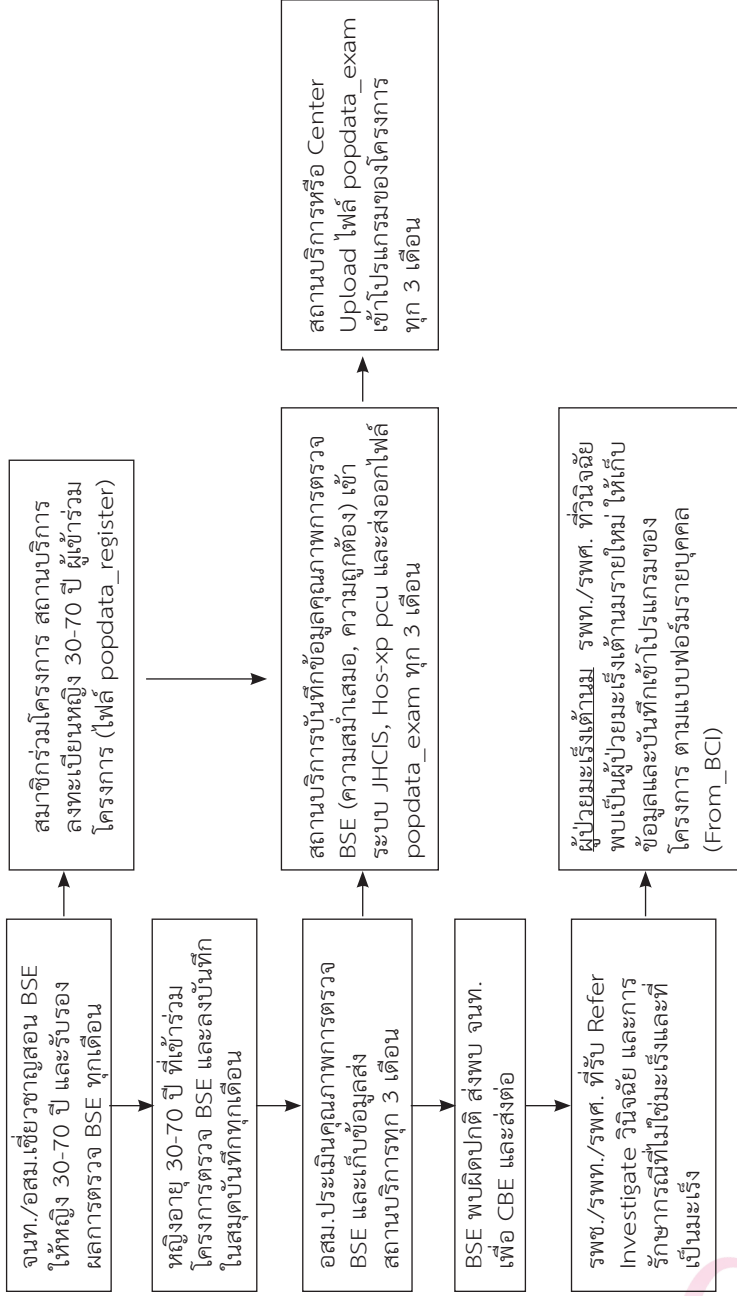 จนท./อสม.เชี่ยวชาญสอน BSE
ให้หญิง 30-70 ปี และรับรอง
ผลการตรวจ BSE ทุกเดือน
สมาชิกร่วมโครงการ สถานบริการ
ลงทะเบียนหญิง 30-70 ปี ผู้เข้าร่วม
โครงการ (ไฟล์ popdata_register)
หญิงอายุ 30-70 ปี ที่เข้าร่วม
โครงการตรวจ BSE และลงบันทึก
ในสมุดบันทึกทุกเดือน
อสม.ประเมินคุณภาพการตรวจ
BSE และเก็บข้อมูลส่ง
สถานบริการทุก 3 เดือน
สถานบริการบันทึกข้อมูลคุณภาพการตรวจ
BSE (ความสม่ำเสมอ, ความถูกต้อง) เข้า
ระบบ JHCIS, Hos-xp pcu และส่งออกไฟล์
popdata_exam ทุก 3 เดือน
สถานบริการหรือ Center
Upload ไฟล์ popdata_exam
เข้าโปรแกรมของโครงการ
ทุก 3 เดือน
BSE พบผิดปกติ ส่งพบ จนท.
เพื่อ CBE และส่งต่อ
รพช./รพท./รพศ. ที่รับ Refer
Investigate วินิจฉัย และการ
รักษากรณีที่ไม่ใช่มะเร็งและที่
เป็นมะเร็ง
ผู้ป่วยมะเร็งเต้านม รพท./รพศ. ที่วินิจฉัย
พบเป็นผู้ป่วยมะเร็งเต้านมรายใหม่ ให้เก็บ
ข้อมูลและบันทึกเข้าโปรแกรมของ
โครงการ ตามแบบฟอร์มรายบุคคล
(From_BCI)